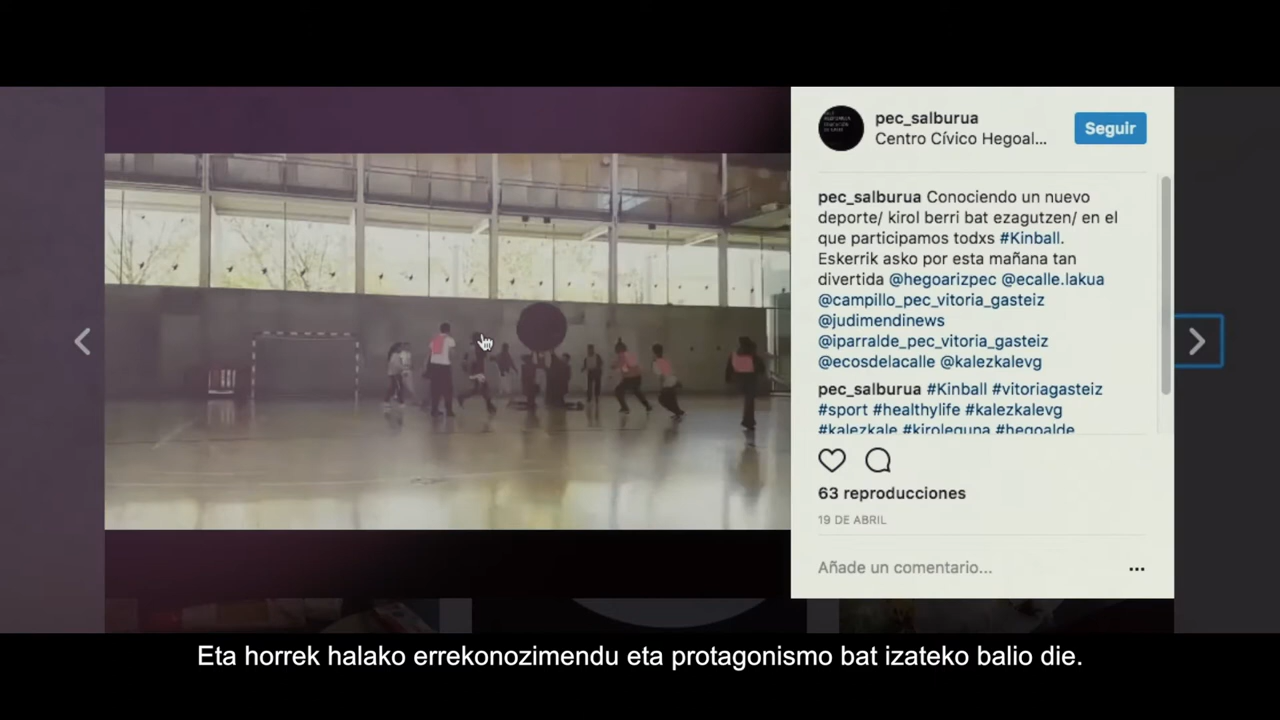 pec_salburua
Centro Cívico Hegoal...
Seguir
pec_salburua Conociendo un nuevo
deporte/ kirol berri bat ezagutzen/ en el
que participamos todxs #Kinball.
Eskerrik asko por esta mañana tan
divertida @hegoarizpec @ecalle.lakua
@campillo_pec_vitoria_gasteiz
@judimendinews
@iparralde_pec_vitoria_gasteiz
@ecosdelacalle @kalezkalevg
pec_salburua #Kinball #vitoriagasteiz
#sport #healthylife #kalezkalevg
#kalezkale #kiroleguna #hegoalde
63 reproducciones
19 DE ABRIL
Añade un comentario...
Eta horrek halako errekonozimendu eta protagonismo bat izateko balio die.